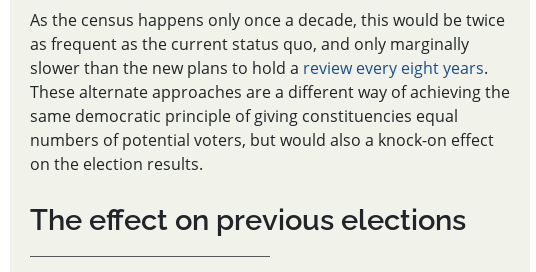 As the census happens only once a decade, this would be twice
as frequent as the current status quo, and only marginally
slower than the new plans to hold a review every eight years.
These alternate approaches are a different way of achieving the
same democratic principle of giving constituencies equal
numbers of potential voters, but would also a knock-on effect
on the election results.
The effect on previous elections